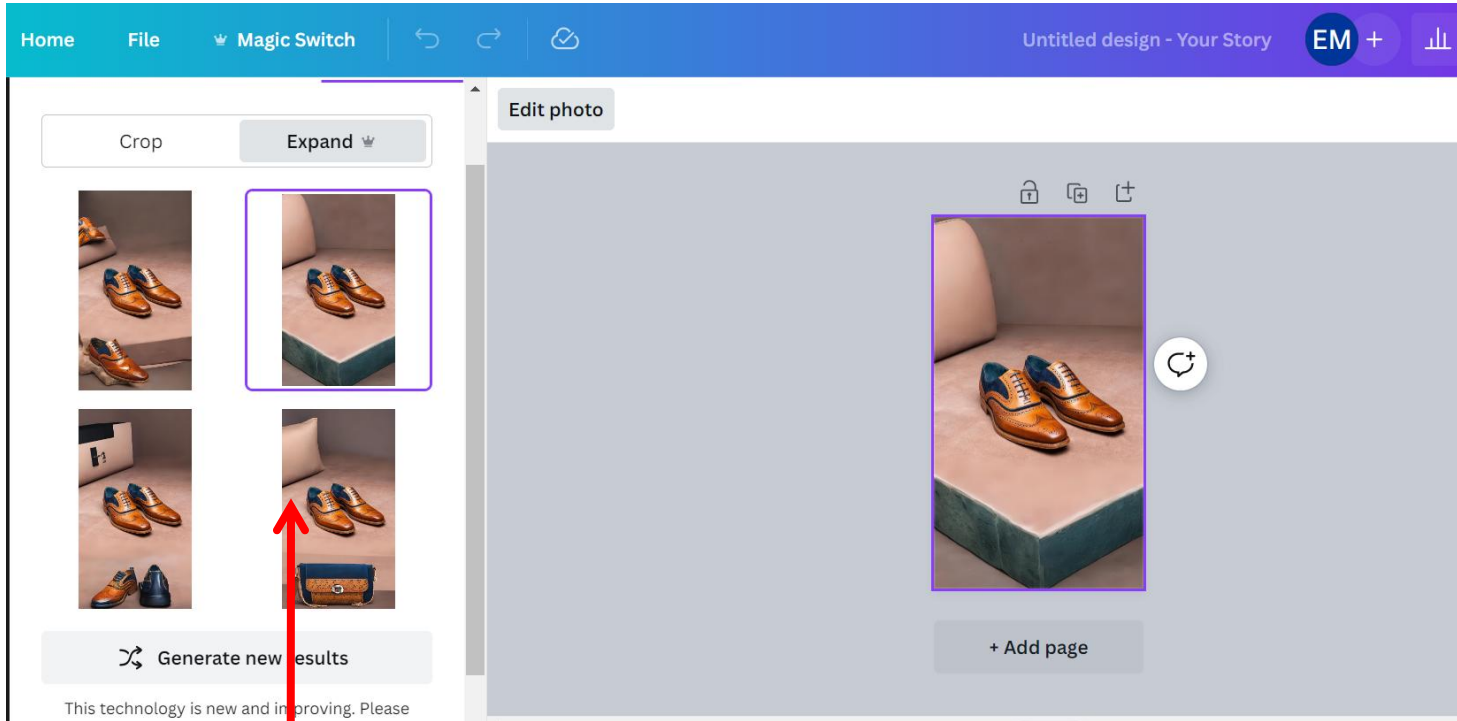 Home File Magic Switch Untitled design - Your Story EM +
Edit photo
Crop Expand
Generate new results
+ Add page
This technology is new and improving. Please